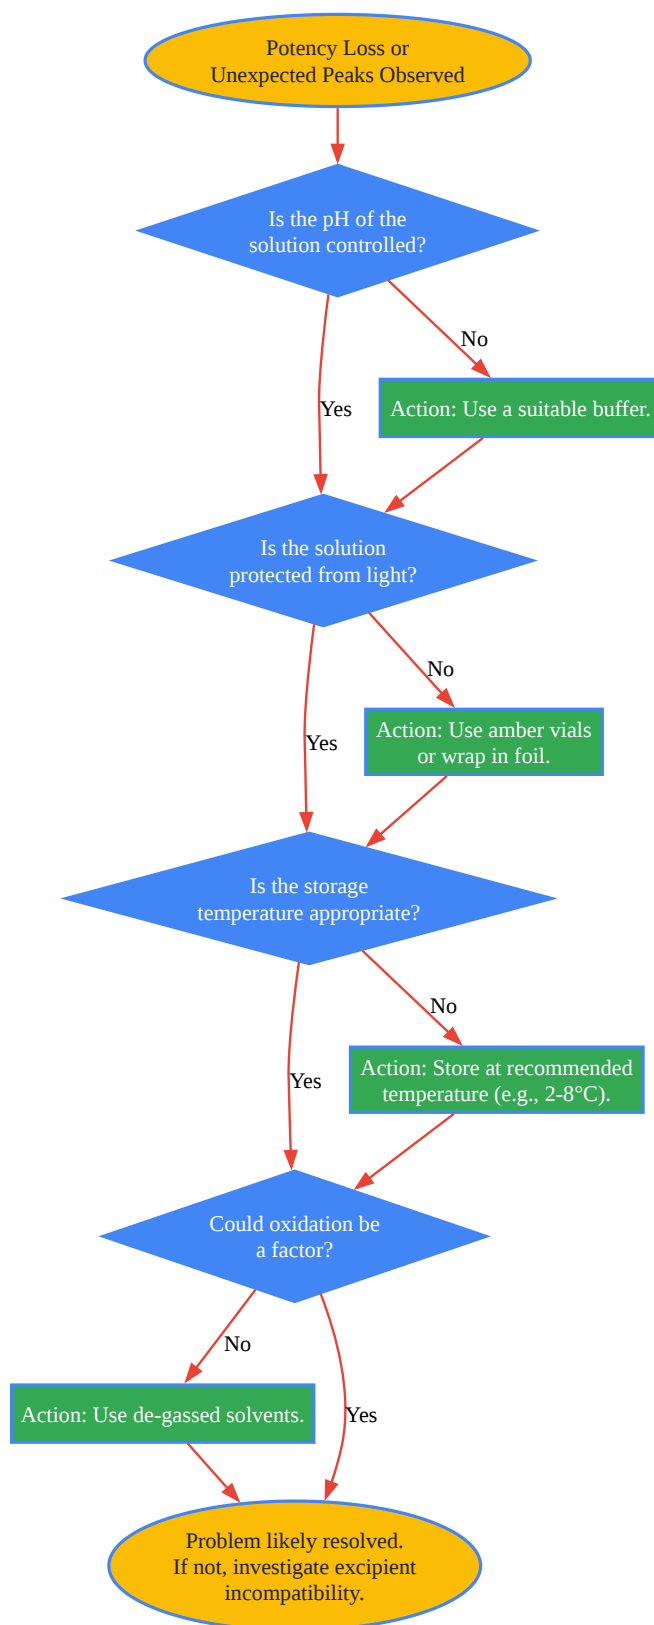 Potency Loss or
Unexpected Peaks Observed
Is the pH of the
solution controlled?
No
Action: Use a suitable buffer.
Yes
Is the solution
protected from light?
No
Action: Use amber vials
or wrap in foil.
Yes
Is the storage
temperature appropriate?
No
Action: Store at recommended
temperature (e.g., 2-8°C).
Yes
Could oxidation be
a factor?
No
Action: Use de-gassed solvents.
Yes
Problem likely resolved.
If not, investigate excipient
incompatibility.